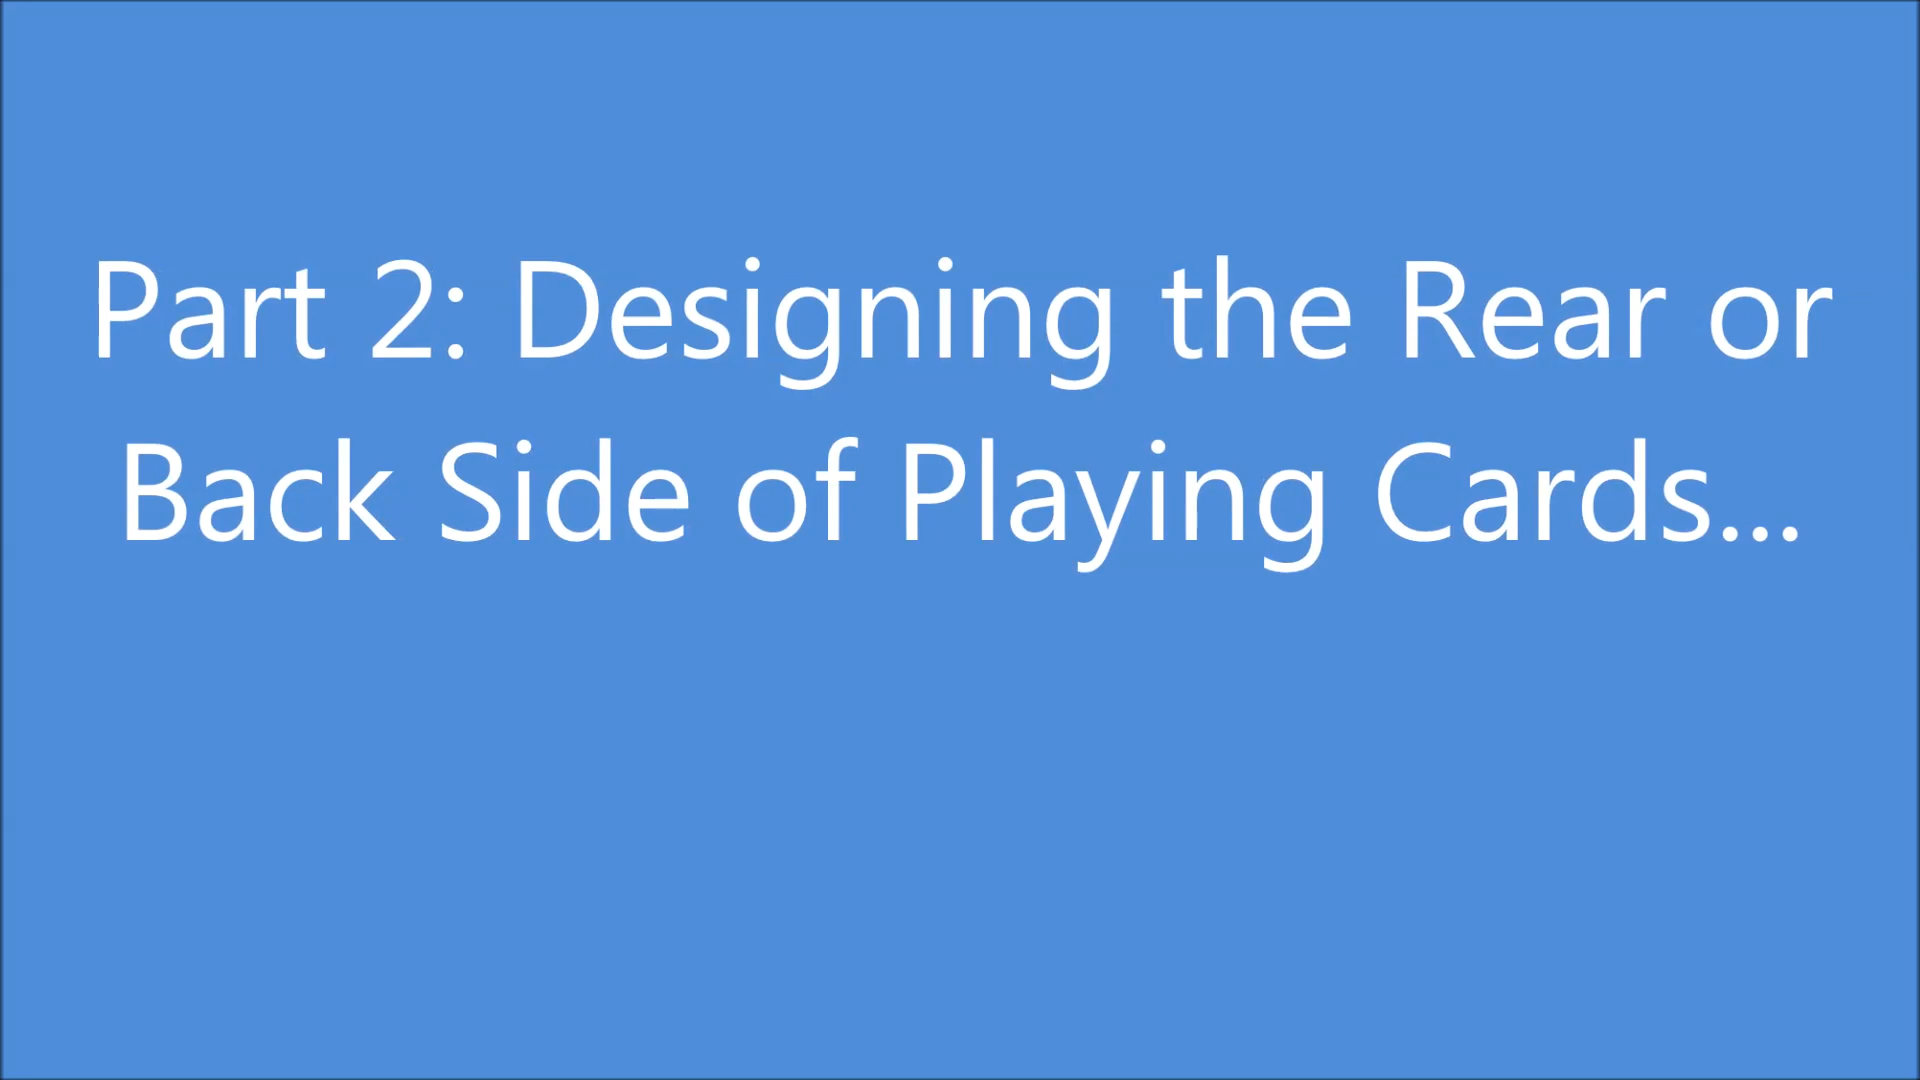 Part 2: Designing the Rear or
Back Side of Playing Cards...